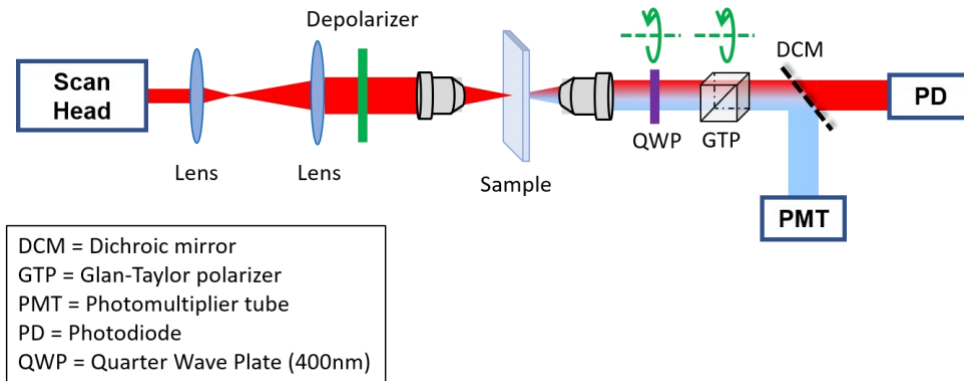 Depolarizer
DCM
Scan
Head
PD
QWP
GTP
Lens
Lens
Sample
PMT
DCM = Dichroic mirror
GTP = Glan-Taylor polarizer
PMT = Photomultiplier tube
PD = Photodiode
QWP = Quarter Wave Plate (400nm)